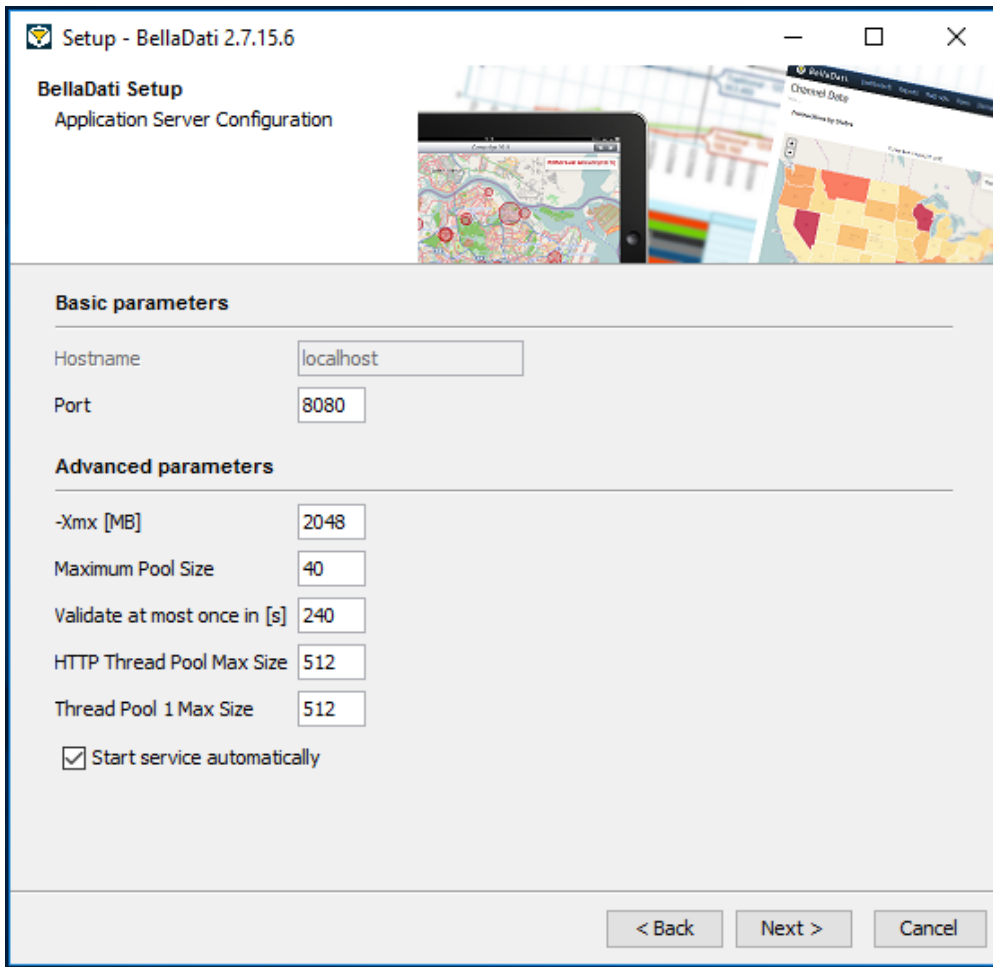 Setup - BellaDati 2.7.15.6
BellaDati Setup
Application Server Configuration
BellaDati
Channel Data
Basic parameters
Hostname localhost
Port 8080
Advanced parameters
-Xmx [MB] 2048
Maximum Pool Size 40
Validate at most once in [s] 240
HTTP Thread Pool Max Size 512
Thread Pool 1 Max Size 512
Start service automatically
< Back Next > Cancel